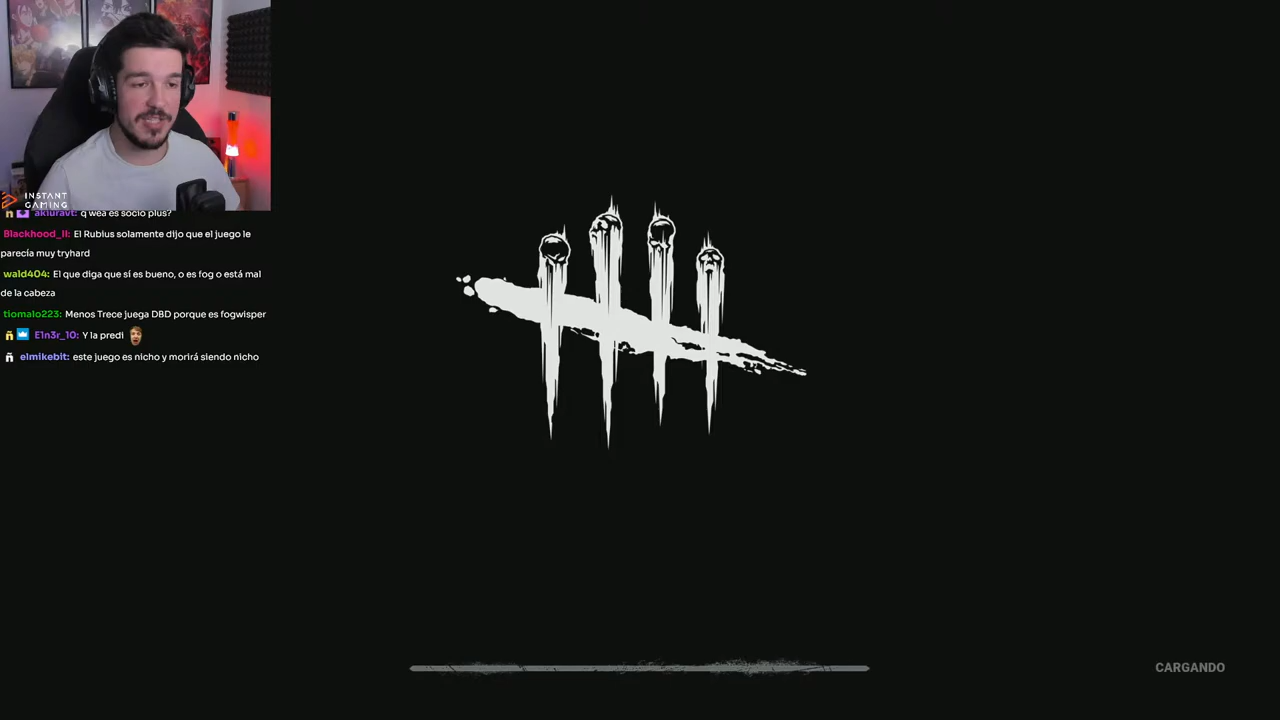 INSTANT
GAMING
akiuravt: q wea es socio plus?
Blackhood_II: El Rubius solamente dijo que el juego le
parecía muy tryhard
wald404: El que diga que sí es bueno, o es fog o está mal
de la cabeza
tiomalo223: Menos Trece juega DBD porque es fogwisper
E1n3r_10: Y la predi
elmikebit: este juego es nicho y morirá siendo nicho
CARGANDO